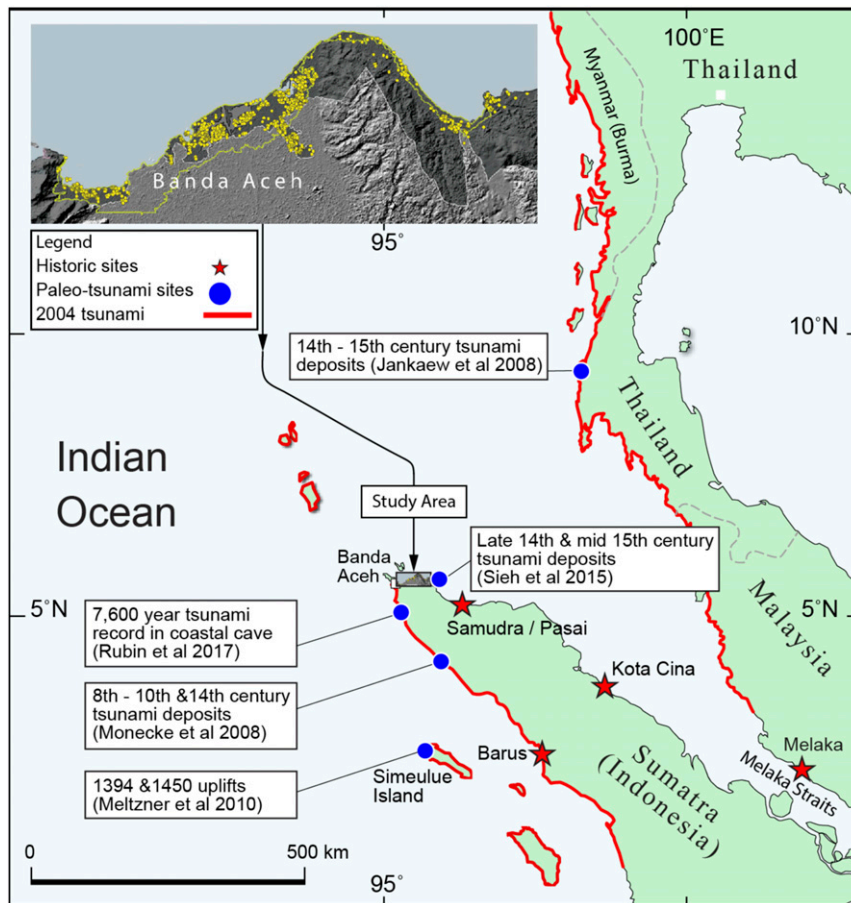 100°E
Thailand
Myanmar (Burma)
Banda Aceh
95°
Legend
Historic sites
Paleo-tsunami sites
2004 tsunami
10°N
14th - 15th century tsunami
deposits (Jankaew et al 2008)
Thailand
Indian
Ocean
Study Area
Banda
Aceh
Late 14th & mid 15th century
tsunami deposits
(Sieh et al 2015)
7,600 year tsunami
record in coastal cave
(Rubin et al 2017)
5°N
5°N
Samudra / Pasai
Malaysia
Kota Cina
8th - 10th &14th century
tsunami deposits
(Monecke et al 2008)
Barus
Melaka
Melaka Straits
Sumatra
(Indonesia)
1394 &1450 uplifts
(Meltzner et al 2010)
Simeulue
Island
0
500 km
95°
100°E